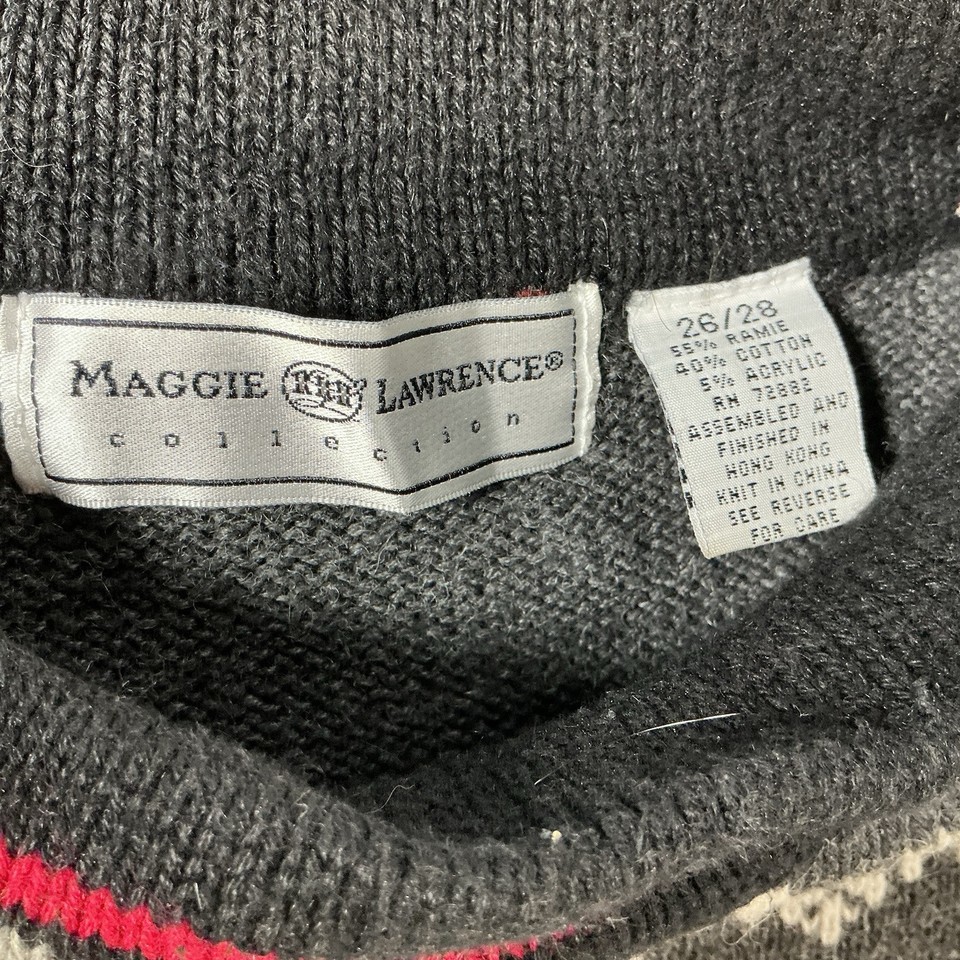 MAGGIE LAWRENCE®
collection
26/28
55% RAMIE
40% COTTON
5% ACRYLIC
RN 72882
ASSEMBLED AND
FINISHED IN
HONG KONG
KNIT IN CHINA
SEE REVERSE
FOR CARE